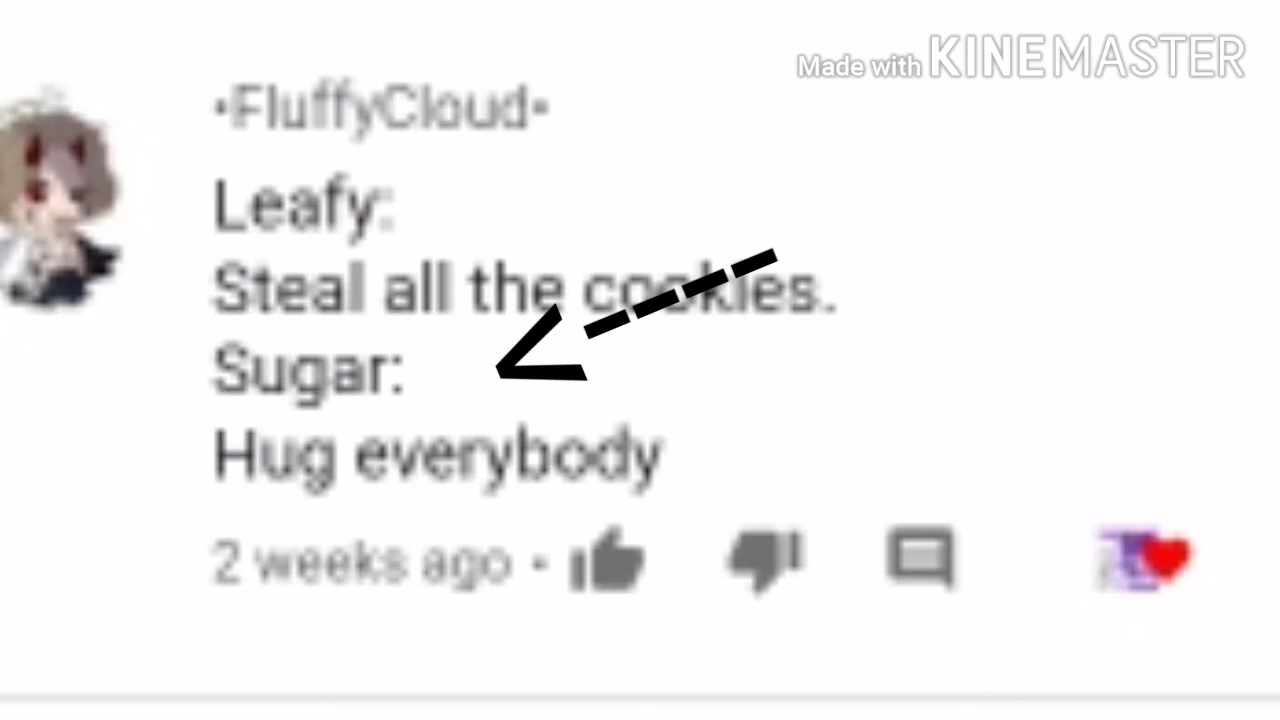 Made with KINEMASTER
•FluffyCloud•
Leafy:
Steal all the cookies.
Sugar:
Hug everybody
2 weeks ago •